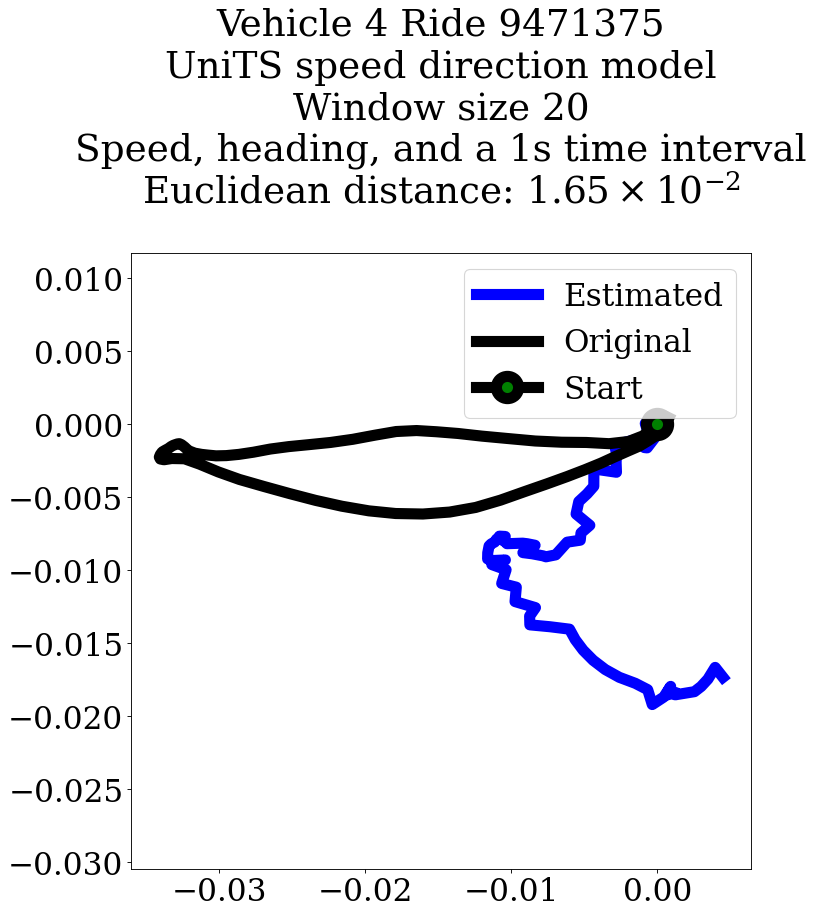 Vehicle 4 Ride 9471375
UniTS speed direction model
Window size 20
Speed, heading, and a 1s time interval
Euclidean distance: 1.65 × 10⁻²
Estimated
Original
Start
0.010
0.005
0.000
−0.005
−0.010
−0.015
−0.020
−0.025
−0.030
−0.03
−0.02
−0.01
0.00